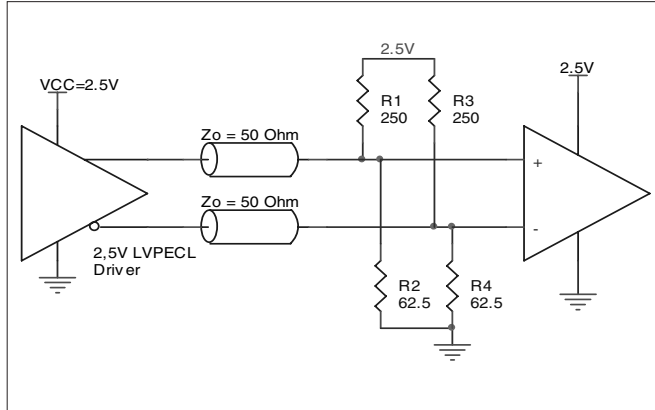 2.5V
VCC=2.5V
2.5V
R1
250
R3
250
Zo = 50 Ohm
+
Zo = 50 Ohm
-
2,5V LVPECL
Driver
R2
62.5
R4
62.5